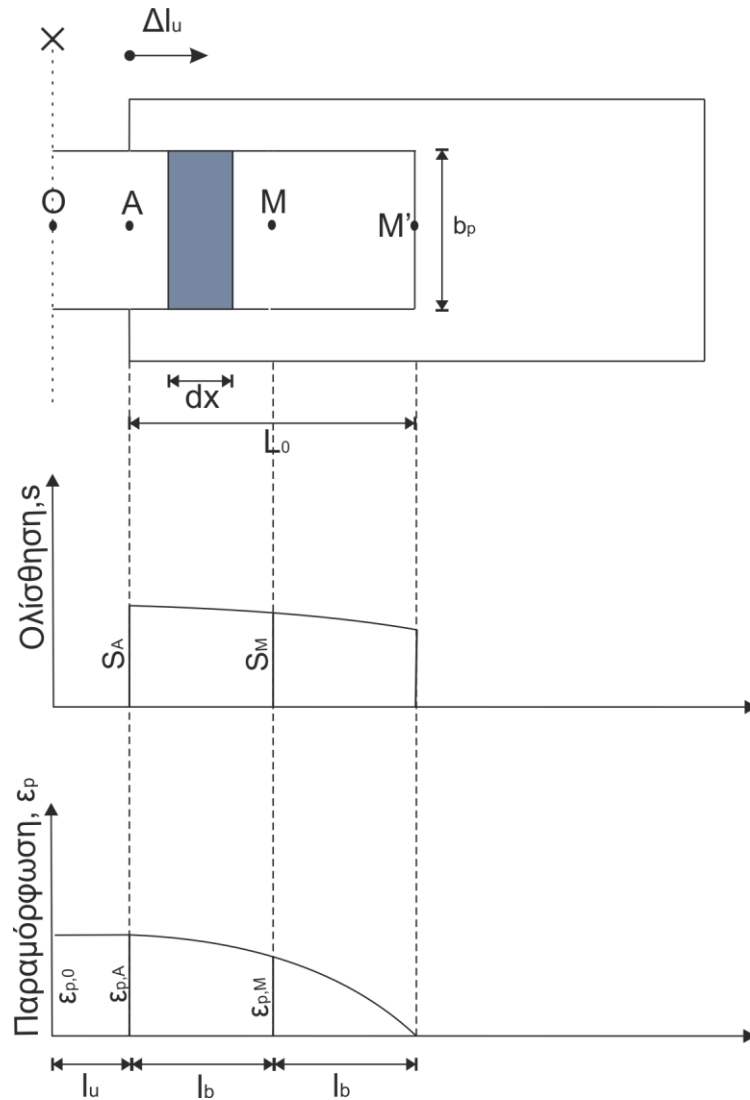 Δlu
O
A
M
M'
bp
dx
L0
Ολίσθηση,s
SA
SM
Παραμόρφωση, εp
εp,0
εp,A
εp,M
lu
lb
lb